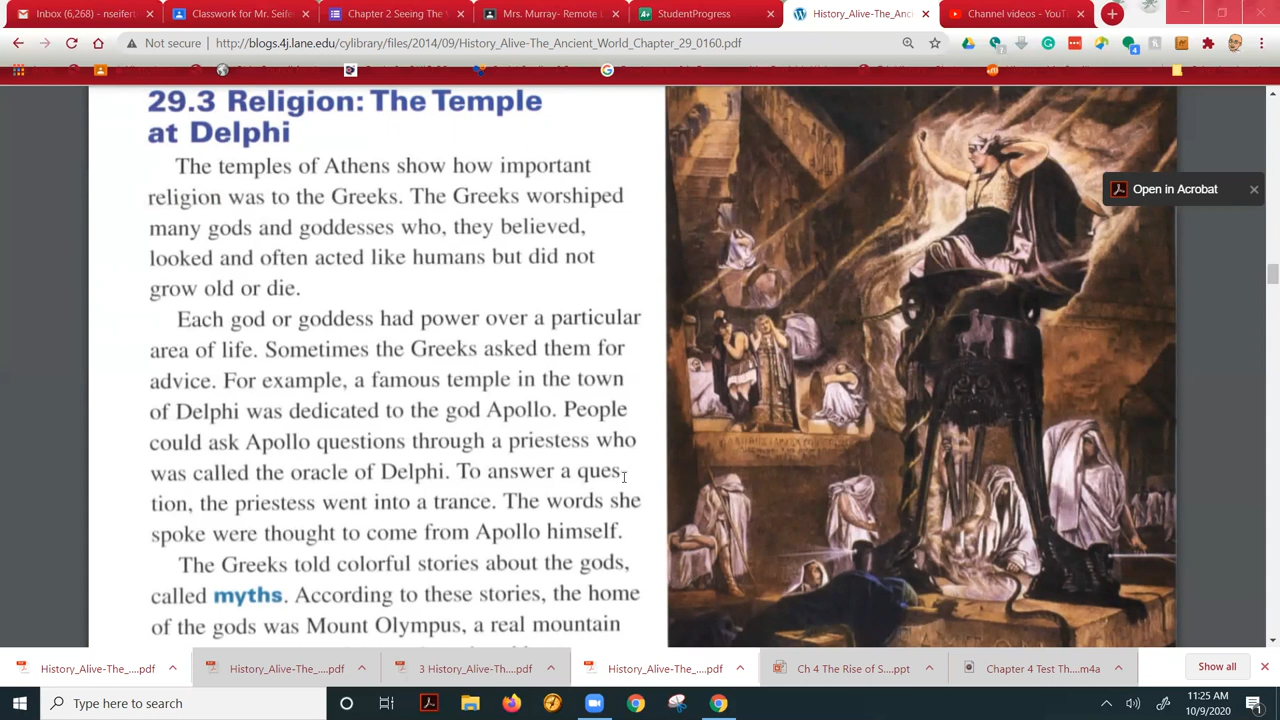 Inbox (6,268) - nseifert
Classwork for Mr. Seife
Chapter 2 Seeing The
Mrs. Murray- Remote L
StudentProgress
History_Alive-The_Anc
Channel videos - YouT
Not secure
http://blogs.4j.lane.edu/cylibrary/files/2014/09/History_Alive-The_Ancient_World_Chapter_29_0160.pdf
29.3 Religion: The Temple
at Delphi
The temples of Athens show how important
religion was to the Greeks. The Greeks worshiped
many gods and goddesses who, they believed,
looked and often acted like humans but did not
grow old or die.
Each god or goddess had power over a particular
area of life. Sometimes the Greeks asked them for
advice. For example, a famous temple in the town
of Delphi was dedicated to the god Apollo. People
could ask Apollo questions through a priestess who
was called the oracle of Delphi. To answer a ques-
tion, the priestess went into a trance. The words she
spoke were thought to come from Apollo himself.
The Greeks told colorful stories about the gods,
called myths. According to these stories, the home
of the gods was Mount Olympus, a real mountain
Open in Acrobat
History_Alive-The_....pdf
History_Alive-The_....pdf
3 History_Alive-Th....pdf
History_Alive-The_....pdf
Ch 4 The Rise of S....ppt
Chapter 4 Test Th....m4a
Show all
Type here to search
11:25 AM
10/9/2020